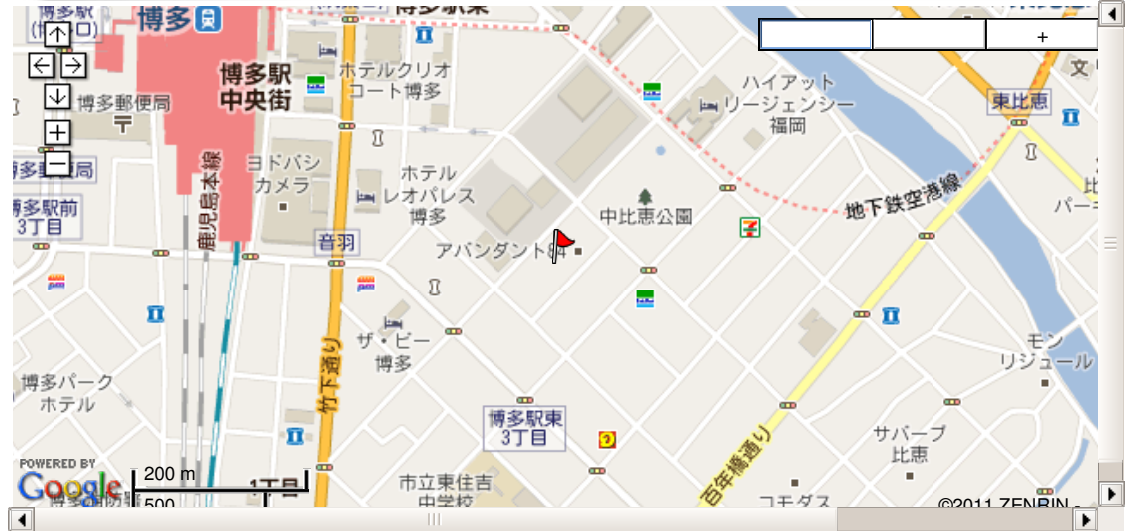 博多駅
博多
博多駅東
博多駅
中央街
博多郵便局
〒
ホテルクリオ
コート博多
ハイアット
リージェンシー
福岡
+
文
東比恵
ヨドバシ
カメラ
鹿児島本線
ホテル
レオパレス
博多
中比恵公園
地下鉄空港線
博多駅前
3丁目
音羽
アバンダント84
ザ・ビー
博多
竹下通り
モン
リジュール
博多パーク
ホテル
博多駅東
3丁目
サバーブ
比恵
百年橋通り
市立東住吉
中学校
コモダス
POWERED BY
Google
200 m
500
1丁目
©2011 ZENRIN -